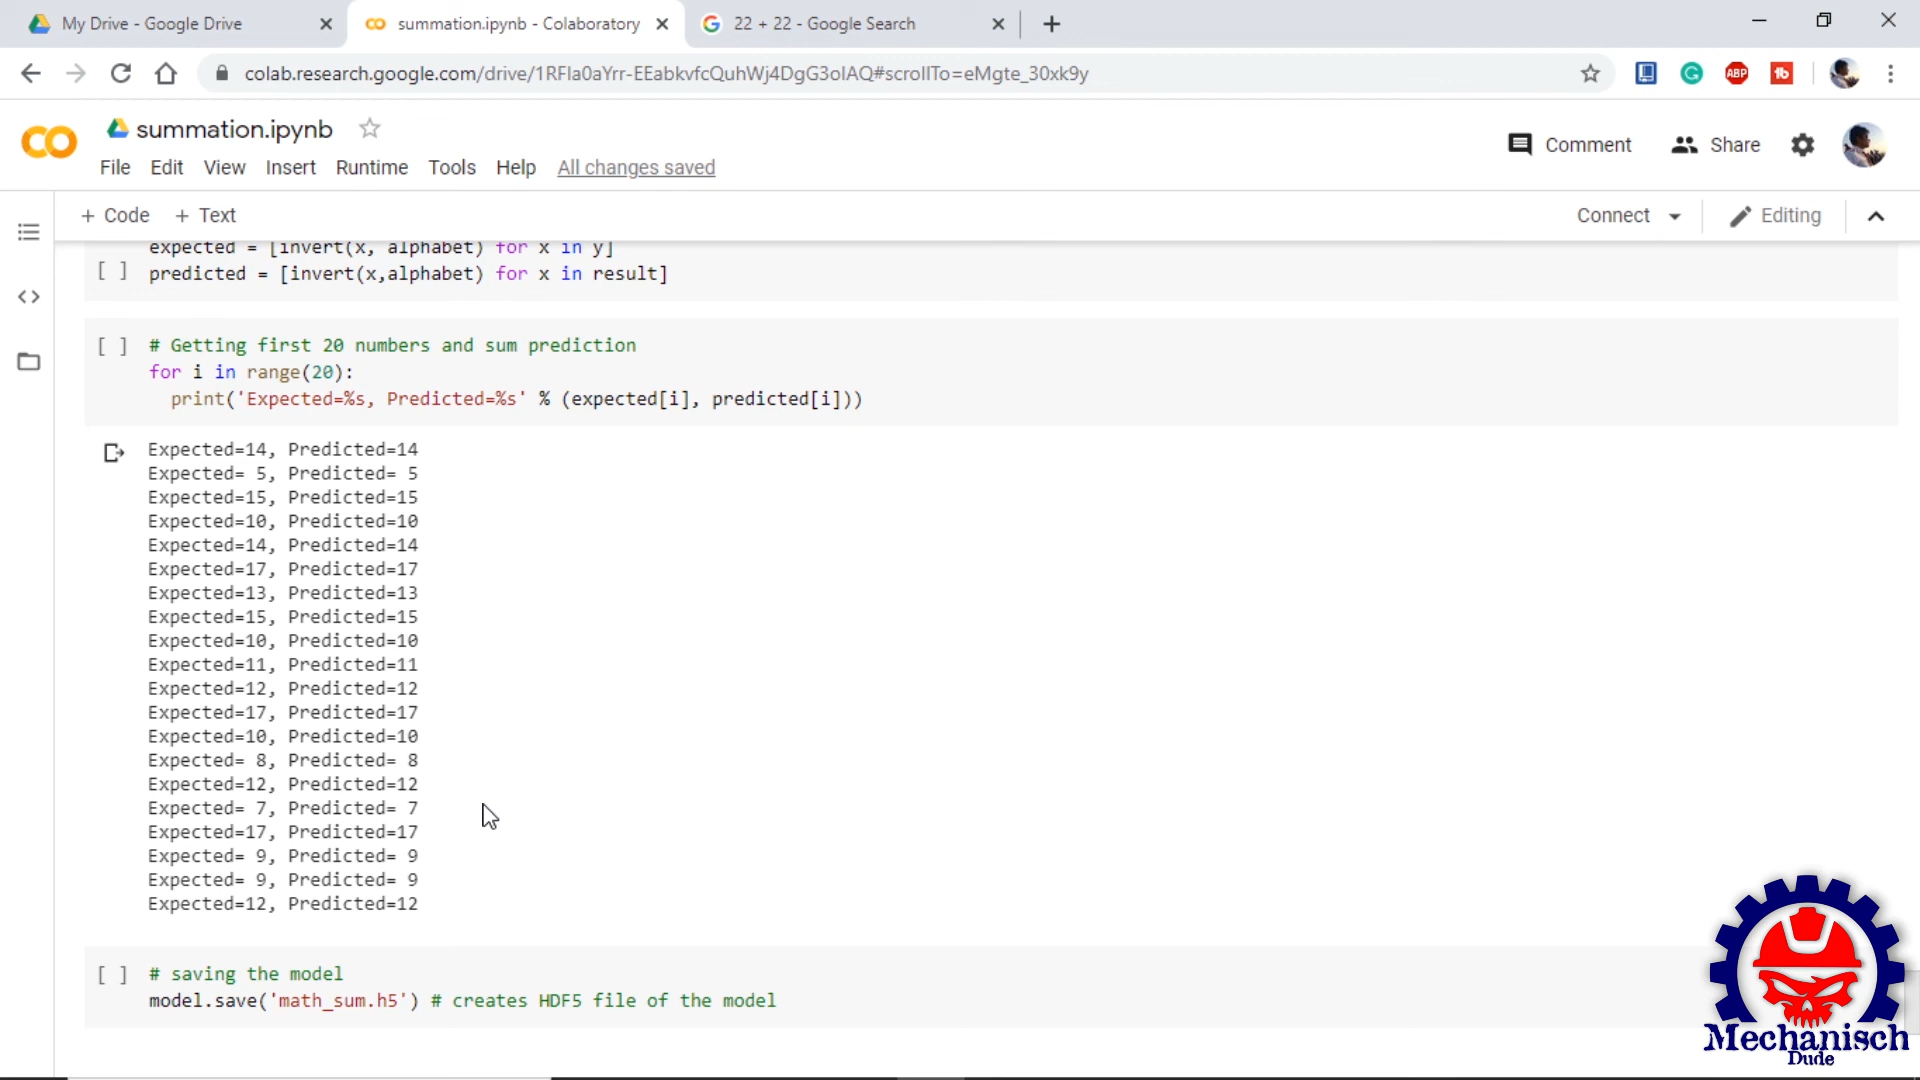 My Drive - Google Drive
summation.ipynb - Colaboratory
22 + 22 - Google Search
colab.research.google.com/drive/1RFla0aYrr-EEabkvfcQuhWj4DgG3olAQ#scrollTo=eMgte_30xk9y
ABP
summation.ipynb
Comment
Share
File Edit View Insert Runtime Tools Help All changes saved
+ Code + Text
Connect
Editing
expected = [invert(x, alphabet) for x in y]
[ ] predicted = [invert(x,alphabet) for x in result]
[ ] # Getting first 20 numbers and sum prediction
for i in range(20):
print('Expected=%s, Predicted=%s' % (expected[i], predicted[i]))
Expected=14, Predicted=14
Expected= 5, Predicted= 5
Expected=15, Predicted=15
Expected=10, Predicted=10
Expected=14, Predicted=14
Expected=17, Predicted=17
Expected=13, Predicted=13
Expected=15, Predicted=15
Expected=10, Predicted=10
Expected=11, Predicted=11
Expected=12, Predicted=12
Expected=17, Predicted=17
Expected=10, Predicted=10
Expected= 8, Predicted= 8
Expected=12, Predicted=12
Expected= 7, Predicted= 7
Expected=17, Predicted=17
Expected= 9, Predicted= 9
Expected= 9, Predicted= 9
Expected=12, Predicted=12
[ ] # saving the model
model.save('math_sum.h5') # creates HDF5 file of the model
Mechanisch
Dude